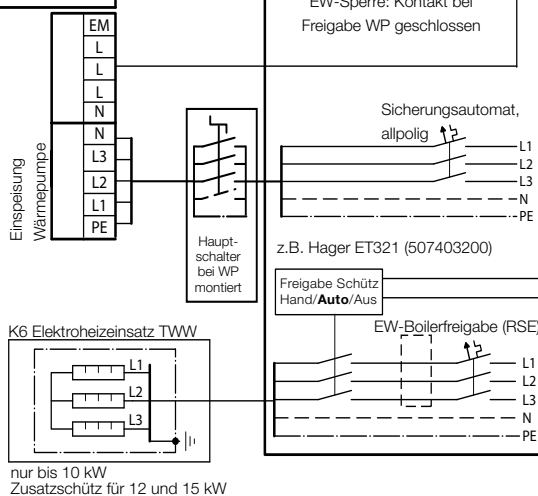 EW-Sperre: Kontakt bei
Freigabe WP geschlossen
EM
L
L
L
N
N
L3
L2
L1
PE
Einspeisung
Wärmepumpe
Haupt-
schalter
bei WP
montiert
Sicherungsautomat,
allpolig
L1
L2
L3
N
PE
z.B. Hager ET321 (507403200)
Freigabe Schütz
Hand/Auto/Aus
EW-Boilerfreigabe (RSE)
L1
L2
L3
N
PE
K6 Elektroheizeinsatz TWW
L1
L2
L3
nur bis 10 kW
Zusatzschütz für 12 und 15 kW